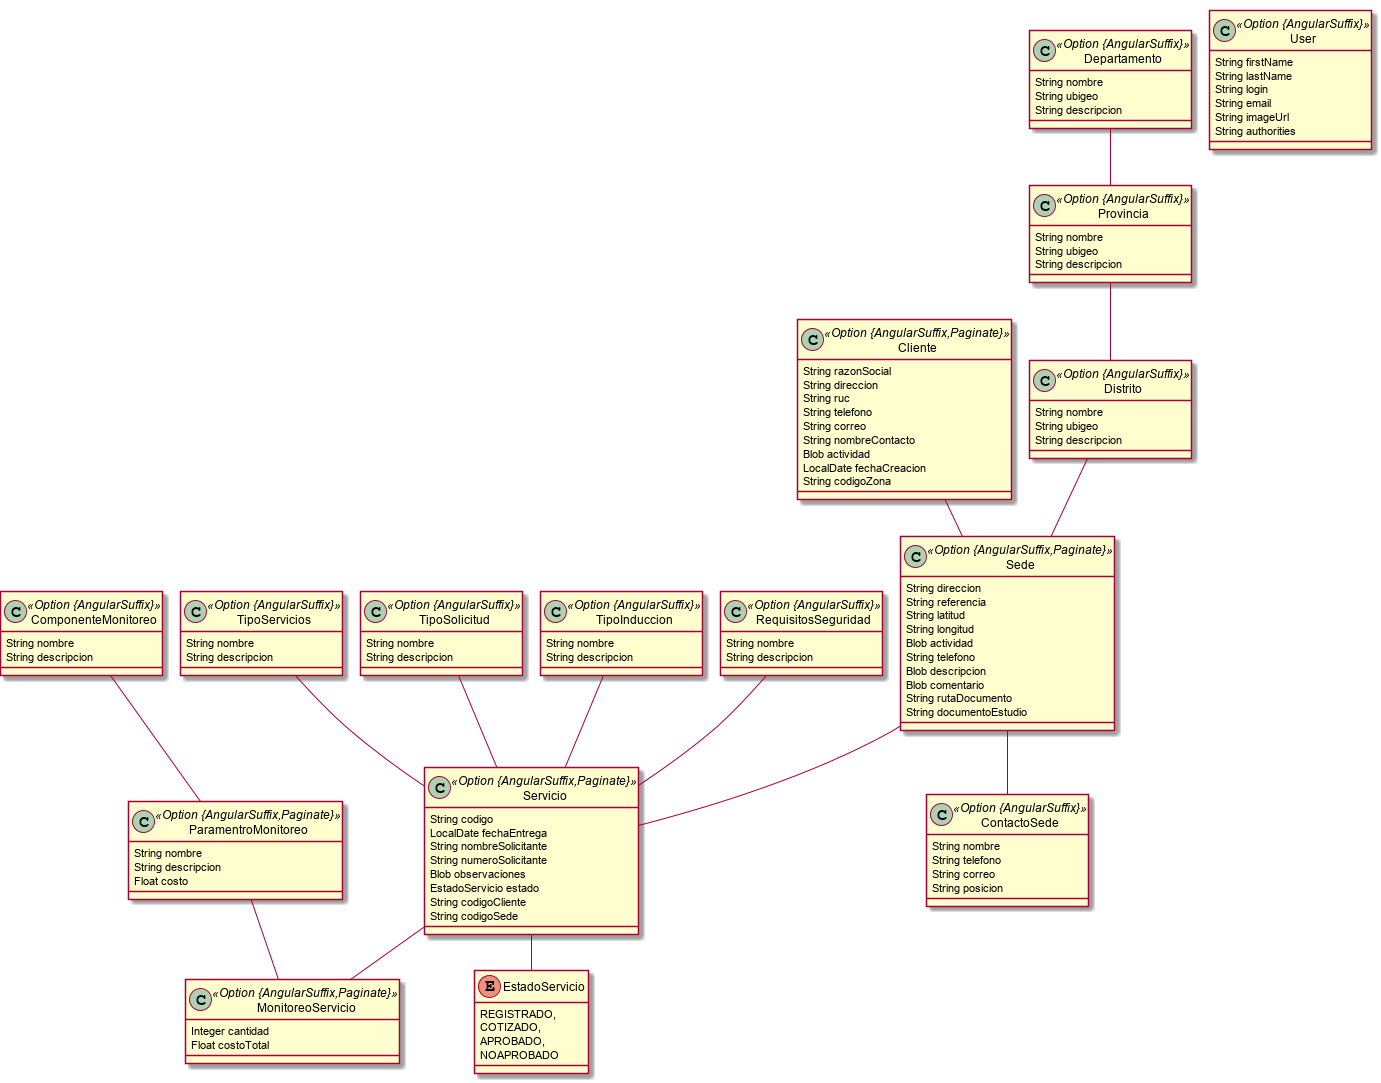 C «Option {AngularSuffix}»
Departamento
String nombre
String ubigeo
String descripcion
C «Option {AngularSuffix}»
User
String firstName
String lastName
String login
String email
String imageUrl
String authorities
C «Option {AngularSuffix}»
Provincia
String nombre
String ubigeo
String descripcion
C «Option {AngularSuffix,Paginate}»
Cliente
String razonSocial
String direccion
String ruc
String telefono
String correo
String nombreContacto
Blob actividad
LocalDate fechaCreacion
String codigoZona
C «Option {AngularSuffix}»
Distrito
String nombre
String ubigeo
String descripcion
C «Option {AngularSuffix,Paginate}»
Sede
String direccion
String referencia
String latitud
String longitud
Blob actividad
String telefono
Blob descripcion
Blob comentario
String rutaDocumento
String documentoEstudio
C «Option {AngularSuffix}»
ComponenteMonitoreo
String nombre
String descripcion
C «Option {AngularSuffix}»
TipoServicios
String nombre
String descripcion
C «Option {AngularSuffix}»
TipoSolicitud
String nombre
String descripcion
C «Option {AngularSuffix}»
TipoInduccion
String nombre
String descripcion
C «Option {AngularSuffix}»
RequisitosSeguridad
String nombre
String descripcion
C «Option {AngularSuffix,Paginate}»
ParamentroMonitoreo
String nombre
String descripcion
Float costo
C «Option {AngularSuffix,Paginate}»
Servicio
String codigo
LocalDate fechaEntrega
String nombreSolicitante
String numeroSolicitante
Blob observaciones
EstadoServicio estado
String codigoCliente
String codigoSede
C «Option {AngularSuffix}»
ContactoSede
String nombre
String telefono
String correo
String posicion
C «Option {AngularSuffix,Paginate}»
MonitoreoServicio
Integer cantidad
Float costoTotal
E EstadoServicio
REGISTRADO,
COTIZADO,
APROBADO,
NOAPROBADO